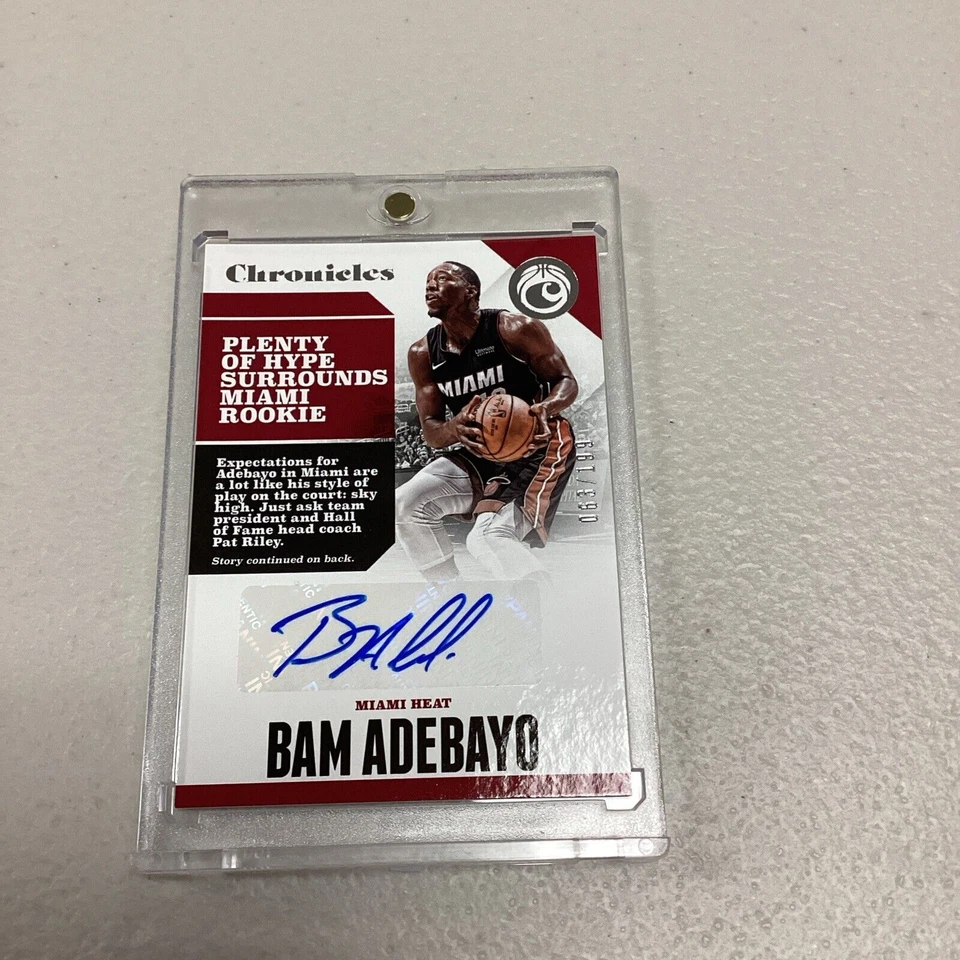 Chronicles
PLENTY
OF HYPE
SURROUNDS
MIAMI
ROOKIE
MIAMI
063/199
Expectations for
Adebayo in Miami are
a lot like his style of
play on the court: sky
high. Just ask team
president and Hall
of Fame head coach
Pat Riley.
Story continued on back.
MIAMI HEAT
BAM ADEBAYO